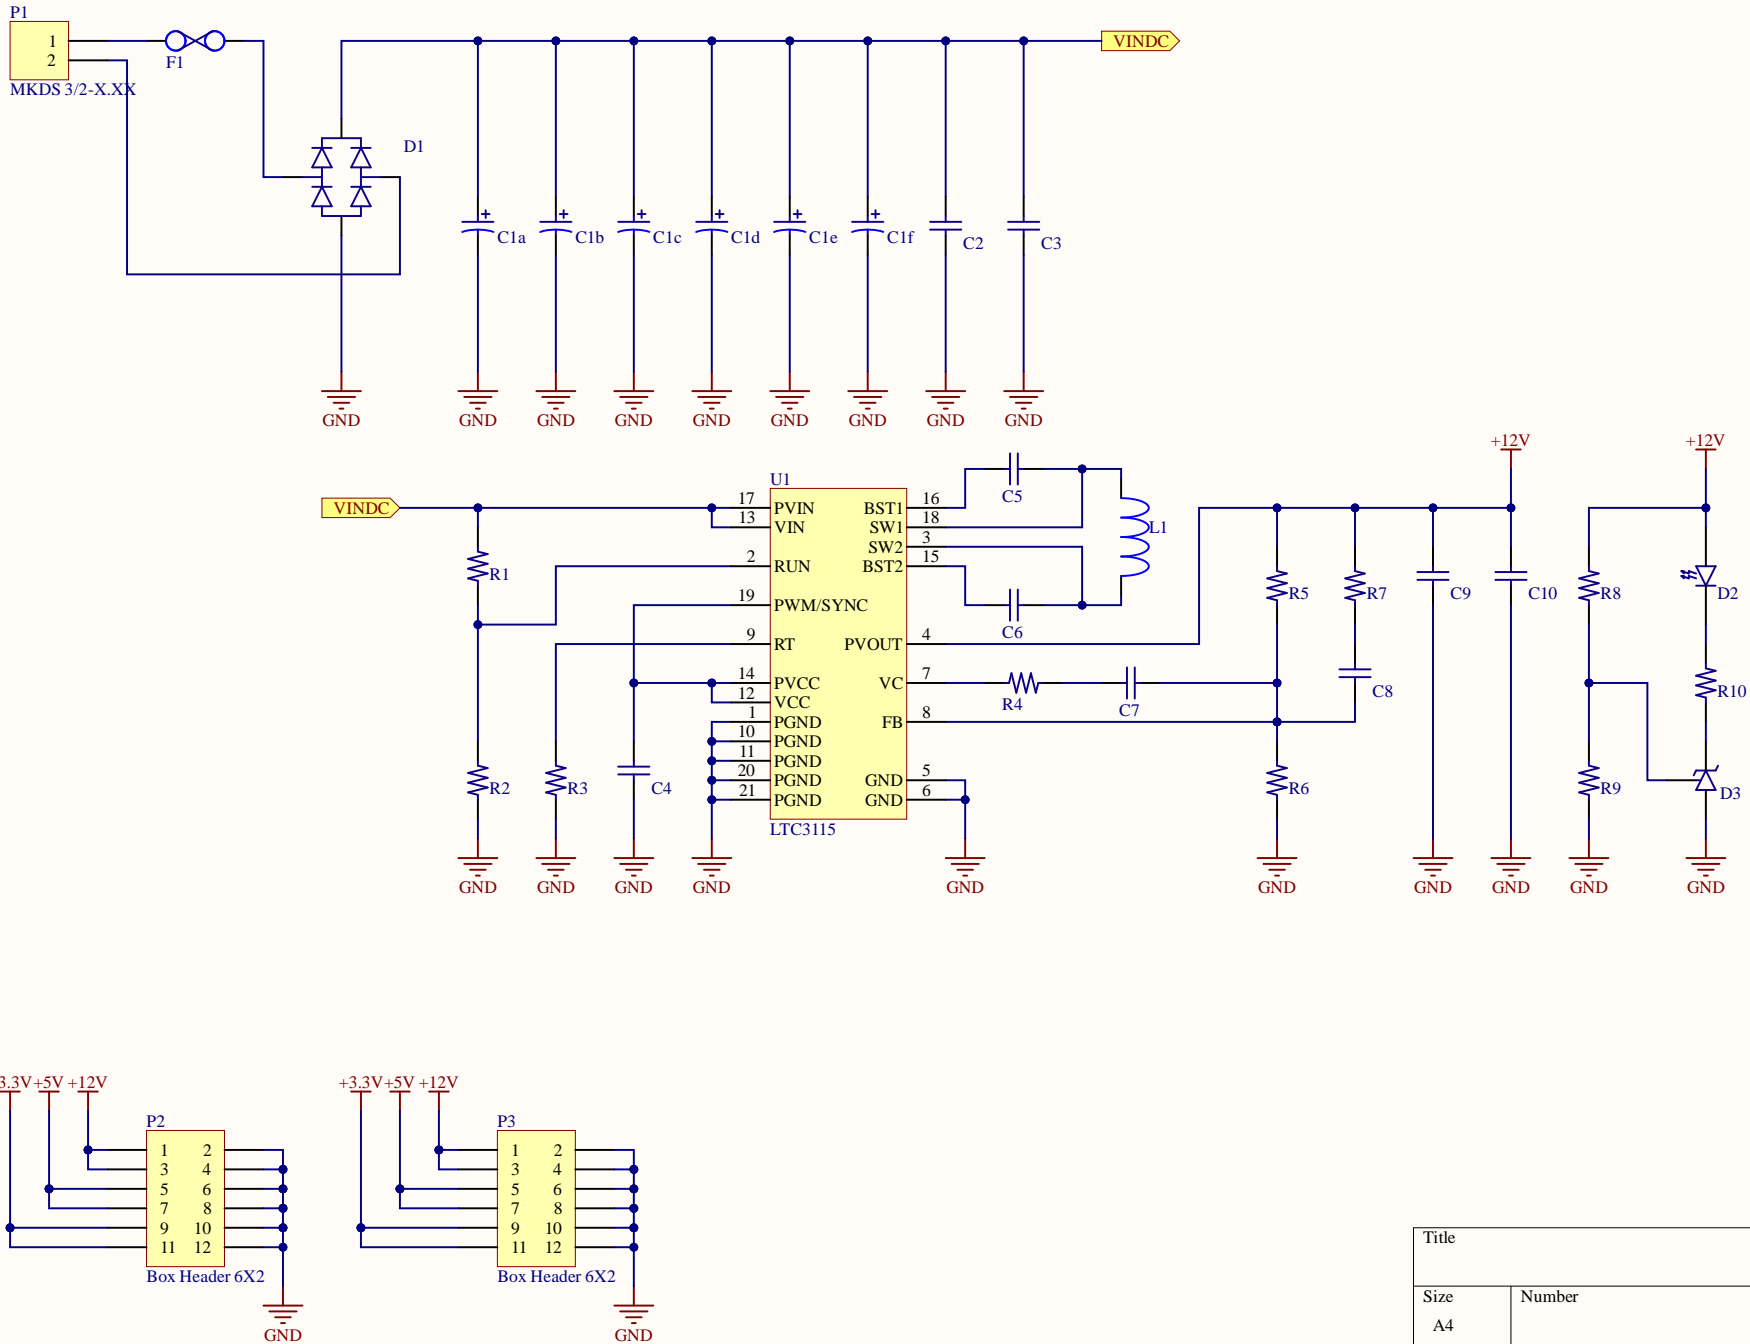 P1
1
2
MKDS 3/2-X.XX
F1
D1
VINDC
C1a
C1b
C1c
C1d
C1e
C1f
C2
C3
GND GND GND GND GND GND GND GND GND
VINDC
R1
R2
R3
C4
U1
17 PVIN
13 VIN
2 RUN
19 PWM/SYNC
9 RT
14 PVCC
12 VCC
1 PGND
10 PGND
11 PGND
20 PGND
21 PGND
BST1 16
SW1 18
SW2 3
BST2 15
PVOUT 4
VC 7
FB 8
GND 5
GND 6
LTC3115
C5
L1
C6
R4
C7
R5
R6
R7
C8
C9
+12V
C10
R8
R9
+12V
D2
R10
D3
GND GND GND GND GND GND GND GND GND GND
3.3V +5V +12V
P2
1 2
3 4
5 6
7 8
9 10
11 12
Box Header 6X2
GND
+3.3V +5V +12V
P3
1 2
3 4
5 6
7 8
9 10
11 12
Box Header 6X2
GND
Title
Size
Number
A4